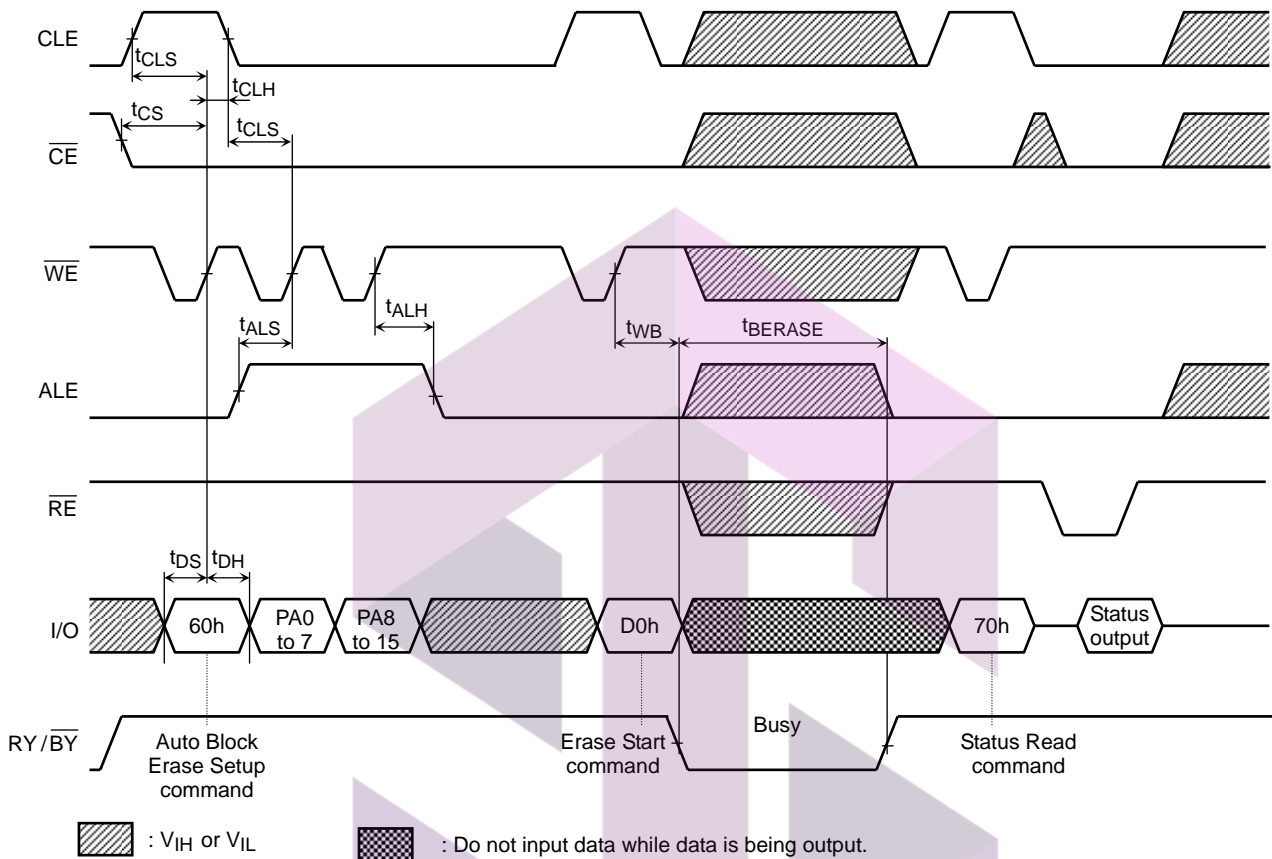 CLE
tCLS
tCLH
tCS
tCLS
CE
WE
tALS
tALH
tWB
tBERASE
ALE
RE
tDS
tDH
I/O
60h
PA0
to 7
PA8
to 15
D0h
70h
Status
output
RY/BY
Auto Block
Erase Setup
command
Erase Start
command
Busy
Status Read
command
: VIH or VIL
: Do not input data while data is being output.